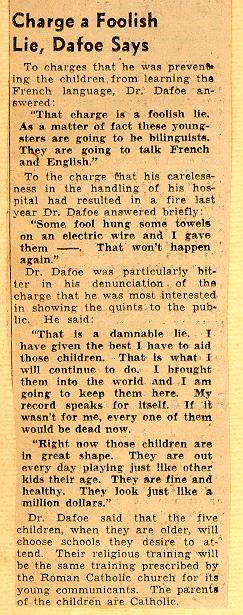 Charge a Foolish
Lie, Dafoe Says
To charges that he was prevent-
ing the children from learning the
French language, Dr. Dafoe an-
swered:
"That charge is a foolish lie.
As a matter of fact these young-
sters are going to be bilinguists.
They are going to talk French
and English."
To the charge that his careless-
ness in the handling of his hos-
pital had resulted in a fire last
year Dr. Dafoe answered briefly:
"Some fool hung some towels
on an electric wire and I gave
them ——. That won't happen
again."
Dr. Dafoe was particularly bit-
ter in his denunciation of the
charge that he was most interested
in showing the quints to the pub-
lic. He said:
"That is a damnable lie. I
have given the best I have to aid
those children. That is what I
will continue to do. I brought
them into the world and I am
going to keep them here. My
record speaks for itself. If it
wasn't for me, every one of them
would be dead now.
"Right now those children are
in great shape. They are out
every day playing just like other
kids their age. They are fine and
healthy. They look just like a
million dollars."
Dr. Dafoe said that the five
children, when they are older, will
choose schools they desire to at-
tend. Their religious training will
be the same training prescribed by
the Roman Catholic church for its
young communicants. The parents
of the children are Catholic.